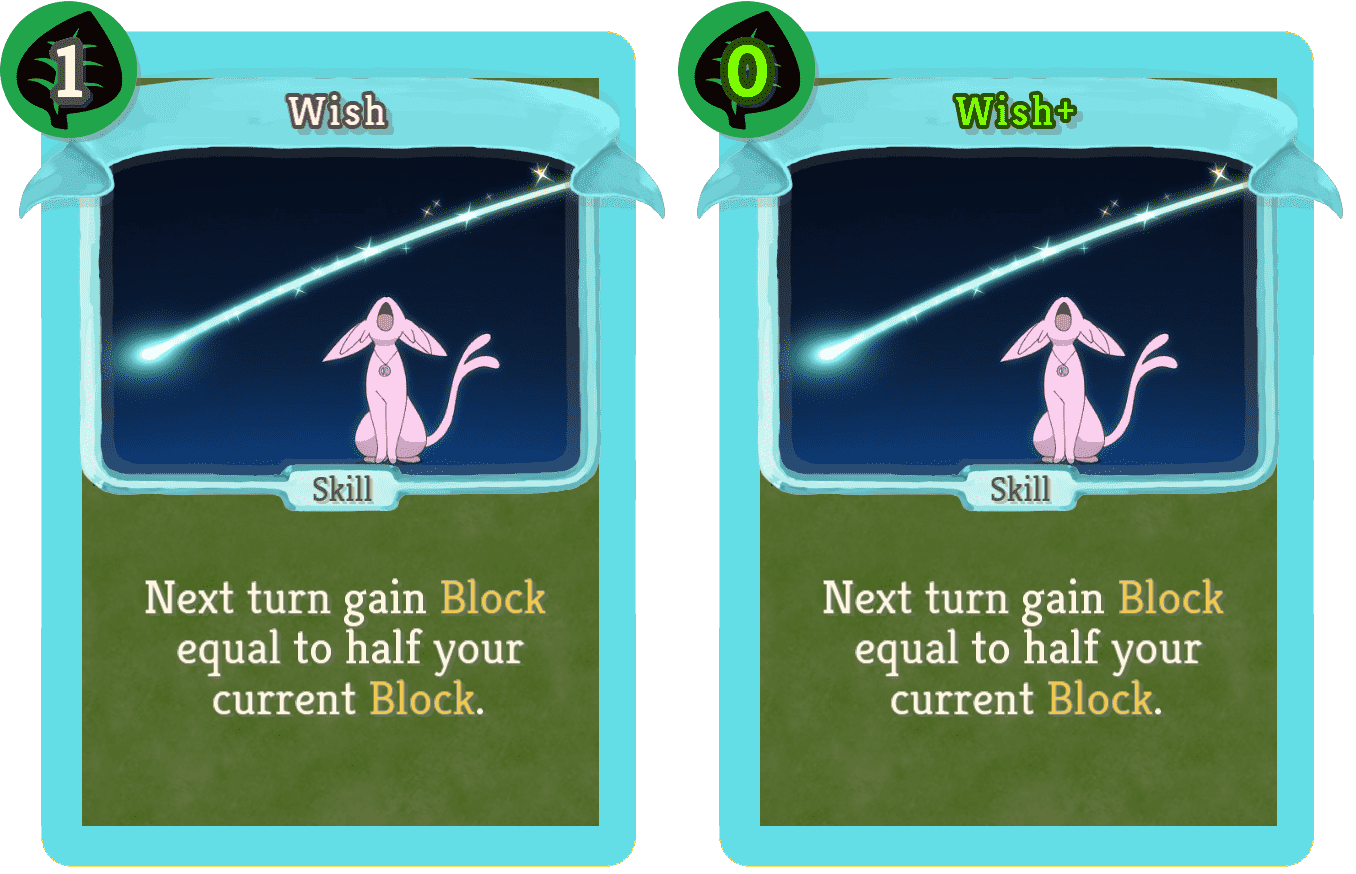 1
Wish
Skill
Next turn gain Block
equal to half your
current Block.
0
Wish+
Skill
Next turn gain Block
equal to half your
current Block.